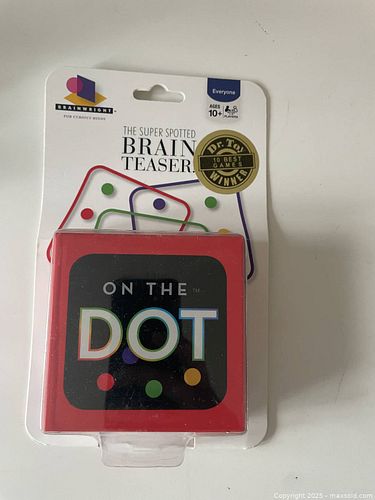 Everyone
BRAINWRIGHT
FOR CURIOUS MINDS
AGES
10+
PLAYERS
THE SUPER SPOTTED
BRAIN
TEASER
Dr. Toy
10 BEST
GAMES
WINNER
ON THE
DOT
Copyright 2025 - maxsold.com